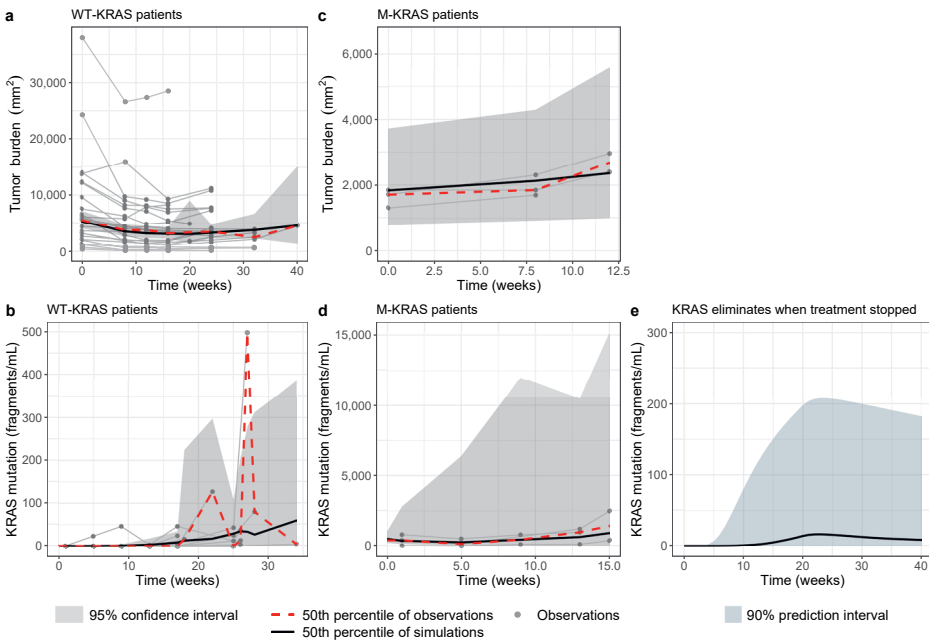 a
WT-KRAS patients
Tumor burden (mm²)
30,000
20,000
10,000
0
0
10
20
30
40
Time (weeks)
c
M-KRAS patients
Tumor burden (mm²)
6,000
4,000
2,000
0
0.0
2.5
5.0
7.5
10.0
12.5
Time (weeks)
b
WT-KRAS patients
KRAS mutation (fragments/mL)
500
400
300
200
100
0
0
10
20
30
Time (weeks)
d
M-KRAS patients
KRAS mutation (fragments/mL)
15,000
10,000
5,000
0
0.0
5.0
10.0
15.0
Time (weeks)
e
KRAS eliminates when treatment stopped
KRAS mutation (fragments/mL)
300
200
100
0
0
10
20
30
40
Time (weeks)
95% confidence interval
50th percentile of observations
50th percentile of simulations
Observations
90% prediction interval